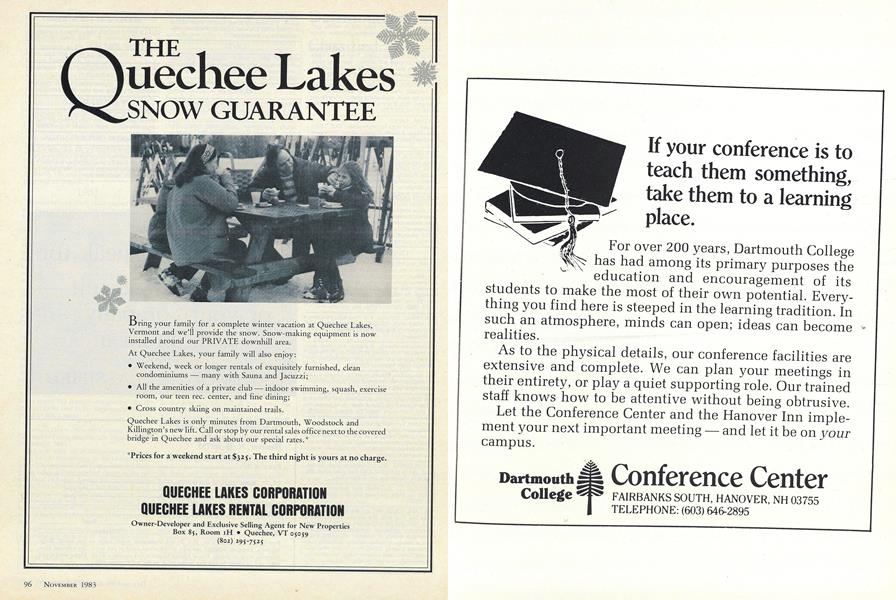 THE
Quechee Lakes
SNOW GUARANTEE
Bring your family for a complete winter vacation at Quechee Lakes,
Vermont and we'll provide the snow. Snow-making equipment is now
installed around our PRIVATE downhill area.
At Quechee Lakes, your family will also enjoy:
• Weekend, week or longer rentals of exquisitely furnished, clean
condominiums — many with Sauna and Jacuzzi;
• All the amenities of a private club — indoor swimming, squash, exercise
room, our teen rec. center, and fine dining;
• Cross country skiing on maintained trails.
Quechee Lakes is only minutes from Dartmouth, Woodstock and
Killington's new lift. Call or stop by our rental sales office next to the covered
bridge in Quechee and ask about our special rates.*
*Prices for a weekend start at $325. The third night is yours at no charge.
QUECHEE LAKES CORPORATION
QUECHEE LAKES RENTAL CORPORATION
Owner-Developer and Exclusive Selling Agent for New Properties
Box 85, Room 1H • Quechee, VT 05059
(802) 295-7525
96 NOVEMBER 1983
If your conference is to
teach them something,
take them to a learning
place.
For over 200 years, Dartmouth College
has had among its primary purposes the
education and encouragement of its
students to make the most of their own potential. Every-
thing you find here is steeped in the learning tradition. In
such an atmosphere, minds can open; ideas can become
realities.
As to the physical details, our conference facilities are
extensive and complete. We can plan your meetings in
their entirety, or play a quiet supporting role. Our trained
staff knows how to be attentive without being obtrusive.
Let the Conference Center and the Hanover Inn imple-
ment your next important meeting — and let it be on your
campus.
Dartmouth
College
Conference Center
FAIRBANKS SOUTH, HANOVER, NH 03755
TELEPHONE: (603) 646-2895